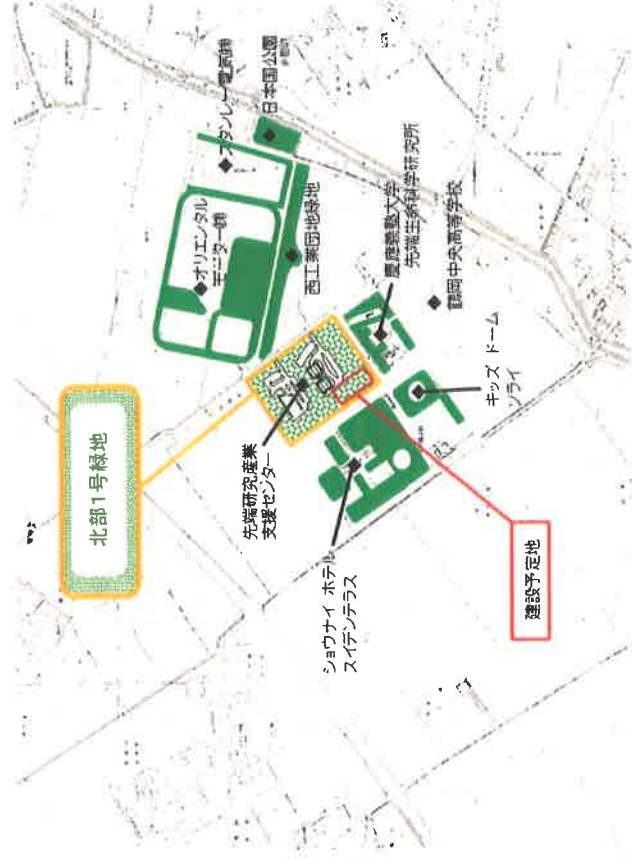 北部1号緑地
オリエンタル
モーター㈱
スタンレー電気㈱
日本国公園
西工業団地緑地
先端研究産業
支援センター
慶應義塾大学
先端生命科学研究所
鶴岡中央高等学校
キッズ ドーム
ソライ
ショウナイ ホテル
スイデンテラス
建設予定地